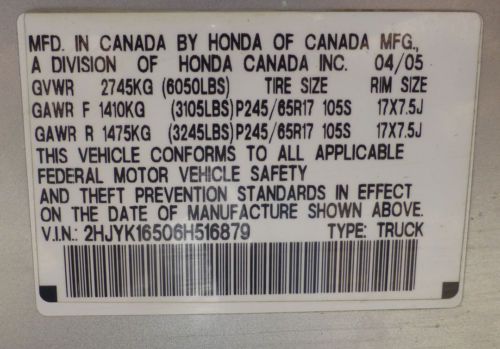 MFD. IN CANADA BY HONDA OF CANADA MFG.,
A DIVISION OF HONDA CANADA INC. 04/05
GVWR 2745KG (6050LBS) TIRE SIZE RIM SIZE
GAWR F 1410KG (3105LBS)P245/65R17 105S 17X7.5J
GAWR R 1475KG (3245LBS)P245/65R17 105S 17X7.5J
THIS VEHICLE CONFORMS TO ALL APPLICABLE
FEDERAL MOTOR VEHICLE SAFETY
AND THEFT PREVENTION STANDARDS IN EFFECT
ON THE DATE OF MANUFACTURE SHOWN ABOVE.
V.I.N.: 2HJYK16506H516879 TYPE: TRUCK